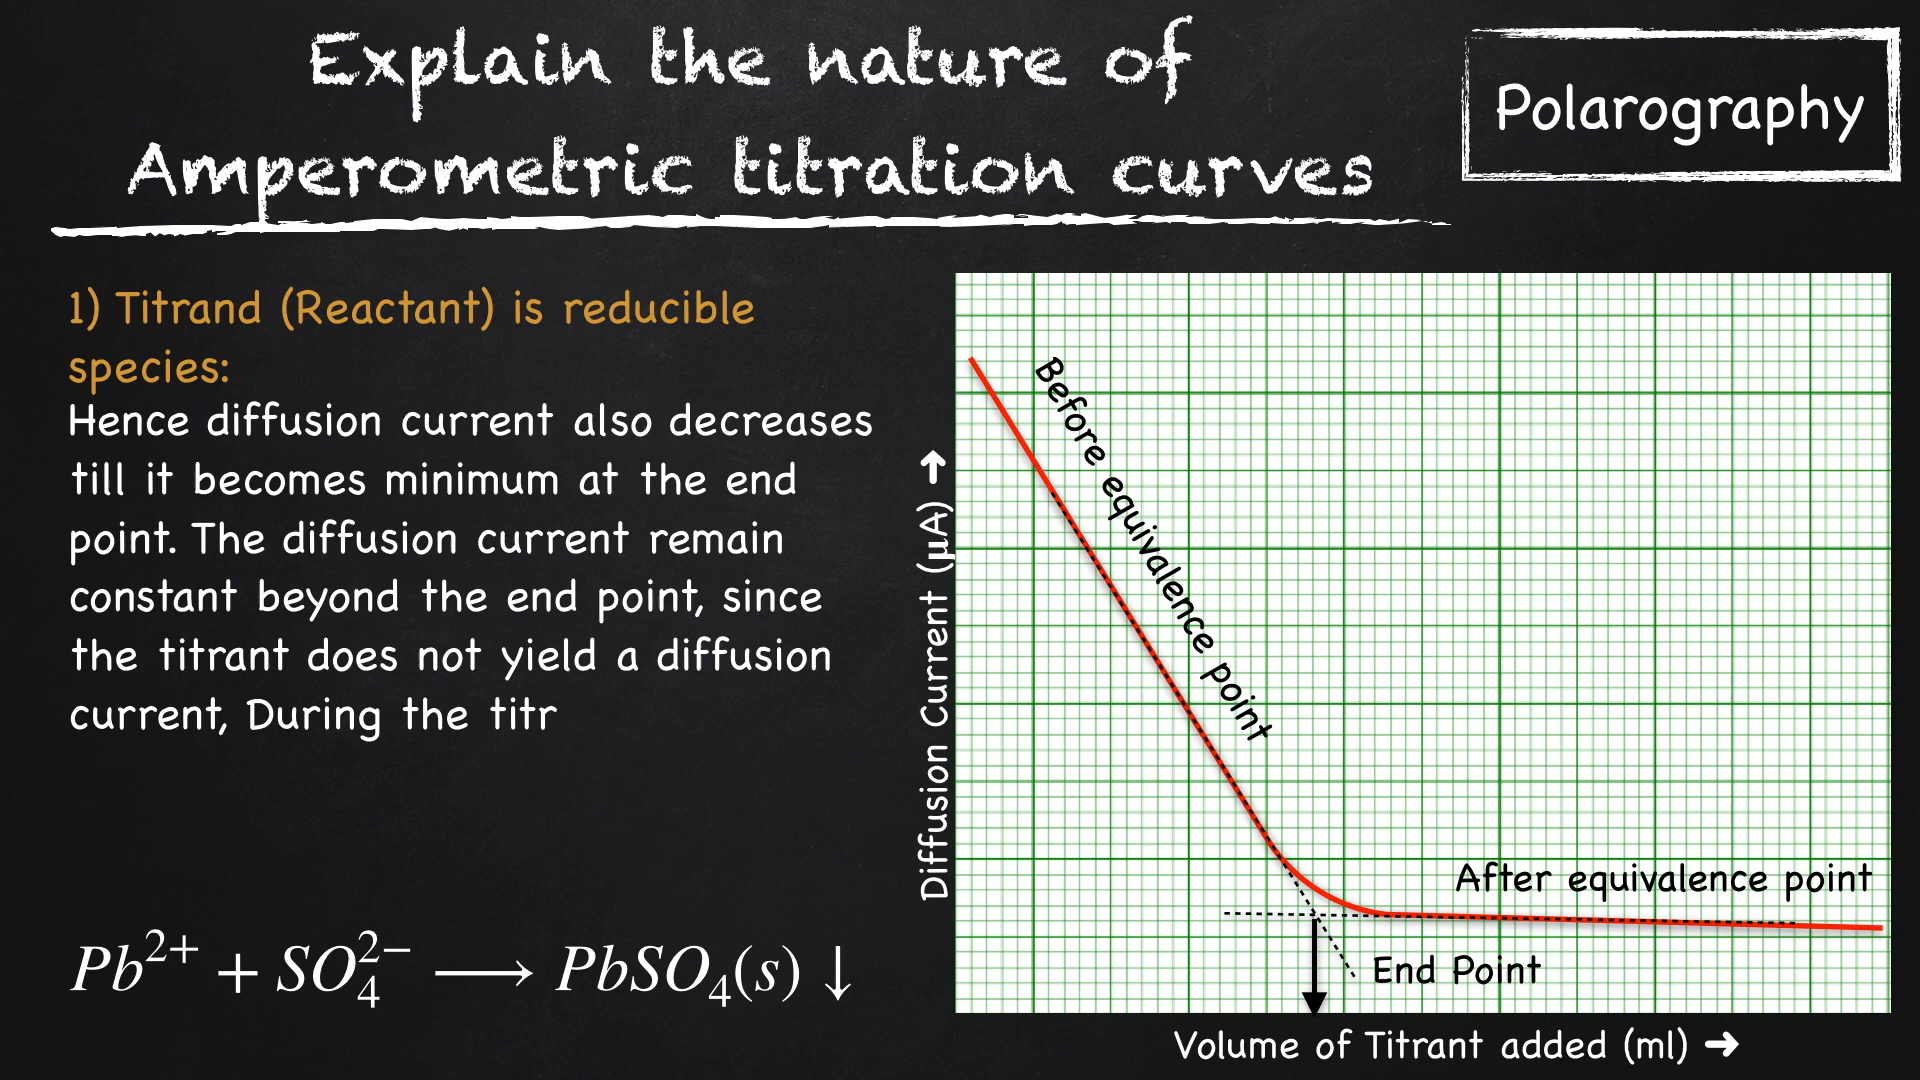 Explain the nature of
Amperometric titration curves
Polarography
1) Titrand (Reactant) is reducible
species:
Hence diffusion current also decreases
till it becomes minimum at the end
point. The diffusion current remain
constant beyond the end point, since
the titrant does not yield a diffusion
current, During the titr
Pb²⁺ + SO₄²⁻ ⟶ PbSO₄(s) ↓
Diffusion Current (μA) ➔
Before equivalence point
After equivalence point
End Point
Volume of Titrant added (ml) ➔